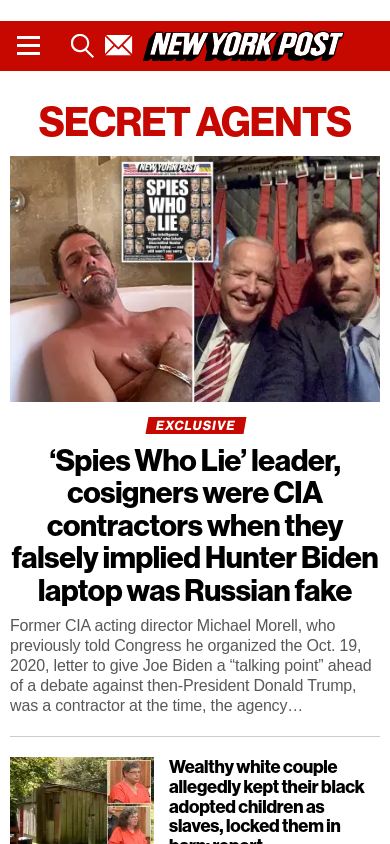 NEW YORK POST
SECRET AGENTS
NEW YORK POST
SPIES
WHO
LIE
EXCLUSIVE
‘Spies Who Lie’ leader,
cosigners were CIA
contractors when they
falsely implied Hunter Biden
laptop was Russian fake
Former CIA acting director Michael Morell, who
previously told Congress he organized the Oct. 19,
2020, letter to give Joe Biden a “talking point” ahead
of a debate against then-President Donald Trump,
was a contractor at the time, the agency…
Wealthy white couple
allegedly kept their black
adopted children as
slaves, locked them in
barn: report